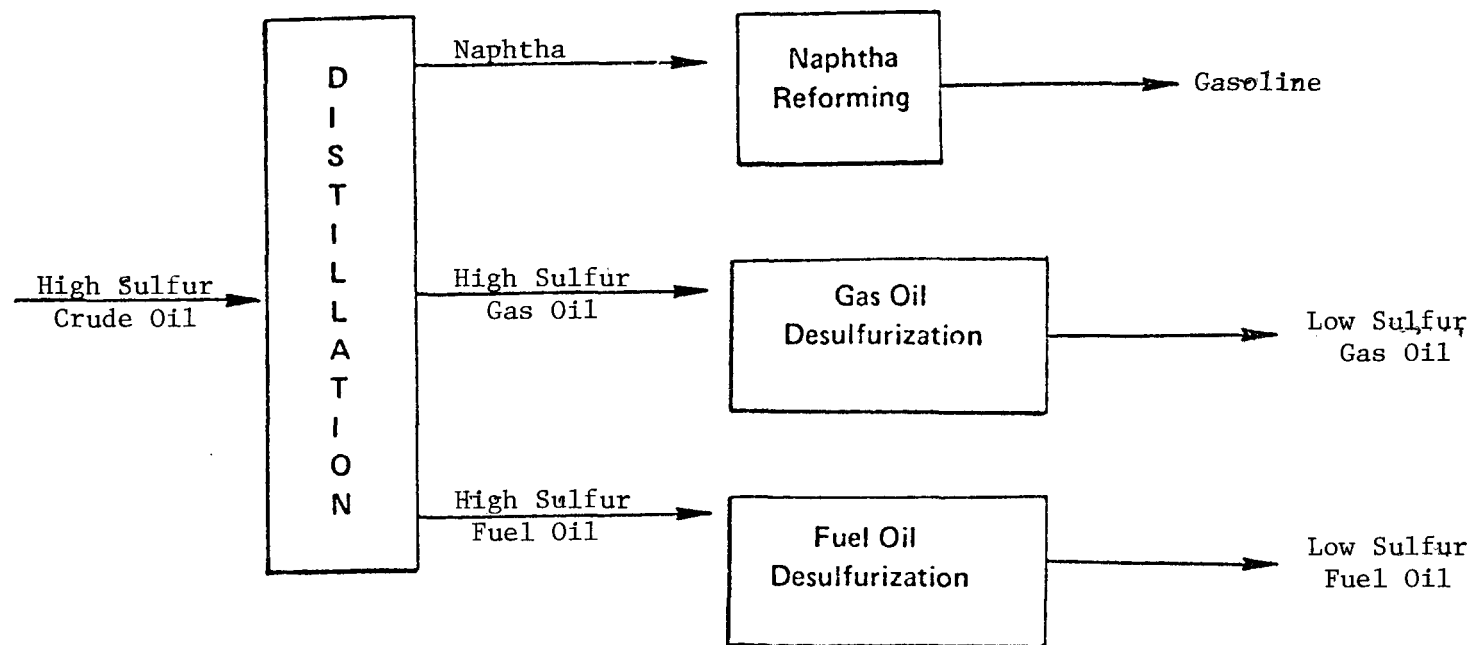 DISTILLATION
Naphtha
Naphtha
Reforming
Gasoline
High Sulfur
Crude Oil
High Sulfur
Gas Oil
Gas Oil
Desulfurization
Low Sulfur
Gas Oil
High Sulfur
Fuel Oil
Fuel Oil
Desulfurization
Low Sulfur
Fuel Oil